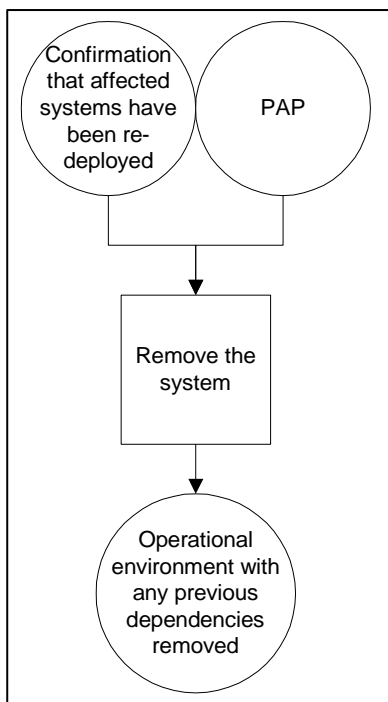 Confirmation
that affected
systems have
been re-
deployed
PAP
Remove the
system
Operational
environment with
any previous
dependencies
removed